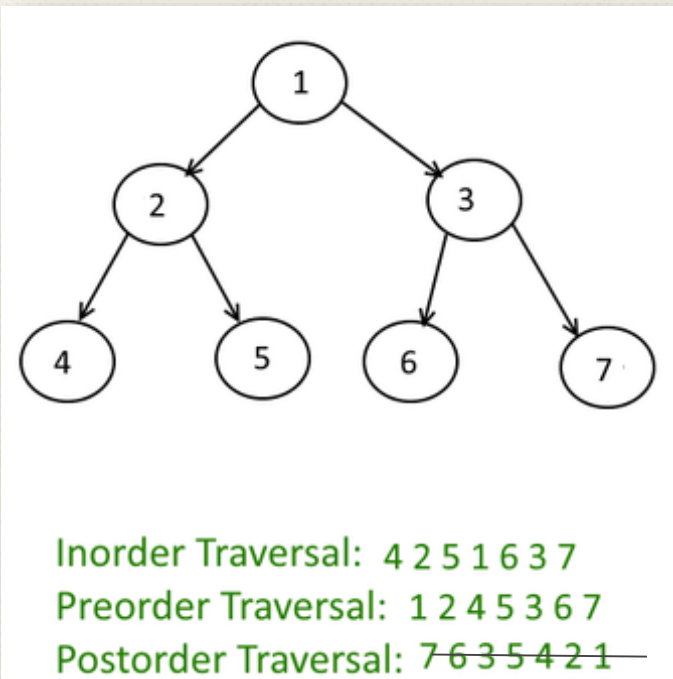 1
2 3
4 5 6 7
Inorder Traversal: 4 2 5 1 6 3 7
Preorder Traversal: 1 2 4 5 3 6 7
Postorder Traversal: 7 6 3 5 4 2 1